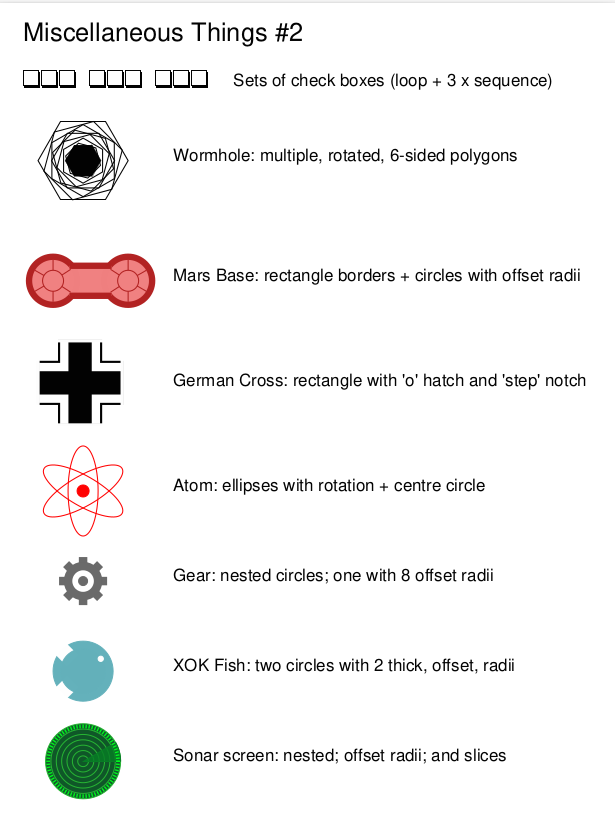 Miscellaneous Things #2
Sets of check boxes (loop + 3 x sequence)
Wormhole: multiple, rotated, 6-sided polygons
Mars Base: rectangle borders + circles with offset radii
German Cross: rectangle with 'o' hatch and 'step' notch
Atom: ellipses with rotation + centre circle
Gear: nested circles; one with 8 offset radii
XOK Fish: two circles with 2 thick, offset, radii
Sonar screen: nested; offset radii; and slices